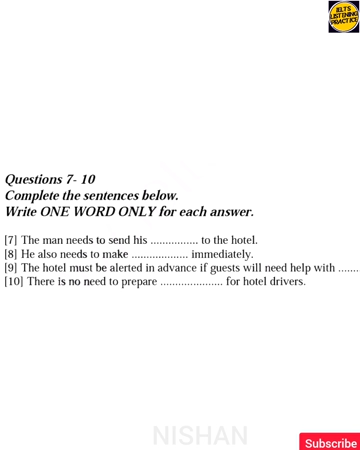 IELTS
LISTENING
PRACTICE
Questions 7- 10
Complete the sentences below.
Write ONE WORD ONLY for each answer.
[7] The man needs to send his ................ to the hotel.
[8] He also needs to make ................... immediately.
[9] The hotel must be alerted in advance if guests will need help with .......
[10] There is no need to prepare ..................... for hotel drivers.
NISHAN
Subscribe